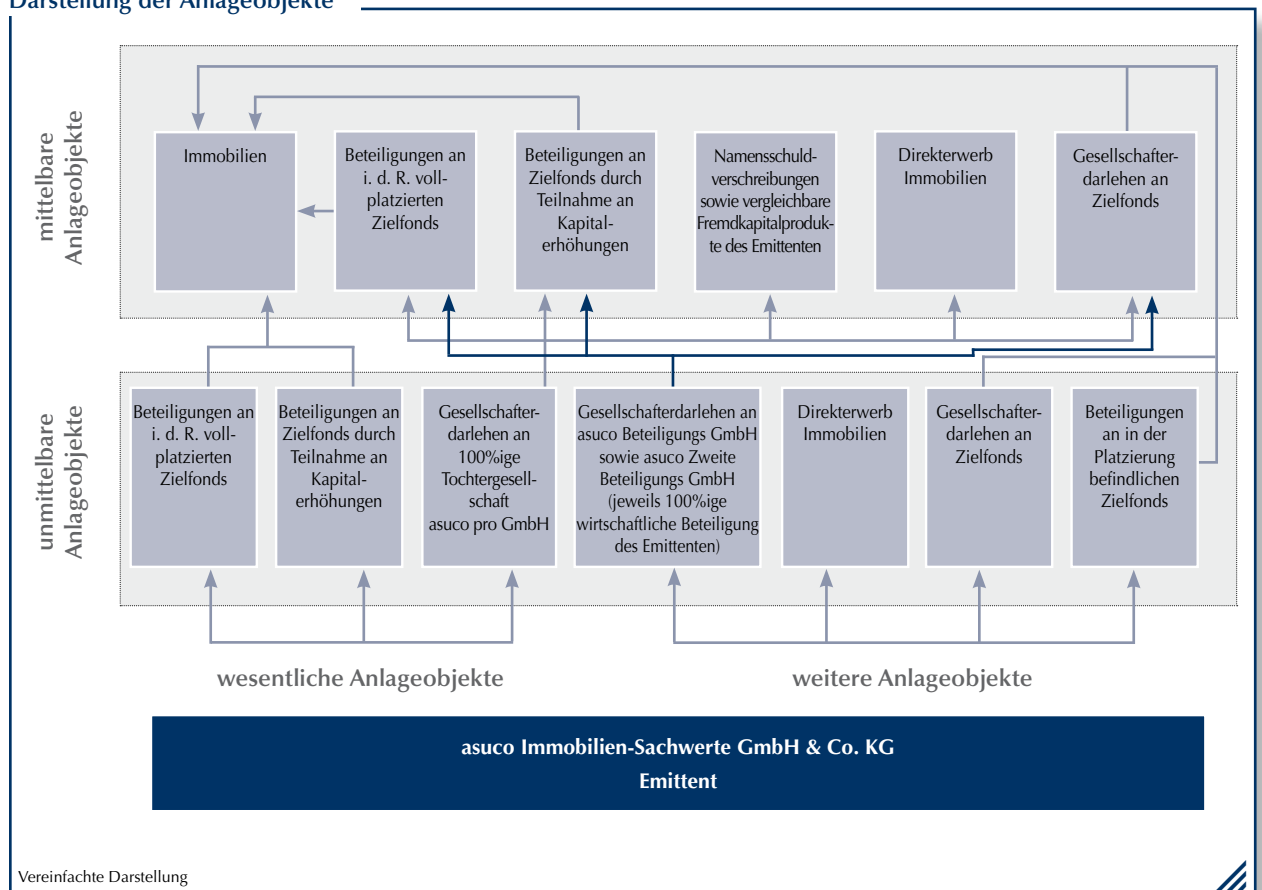 Darstellung der Anlageobjekte
mittelbare
Anlageobjekte
Immobilien
Beteiligungen an
i. d. R. voll-
platzierten
Zielfonds
Beteiligungen an
Zielfonds durch
Teilnahme an
Kapital-
erhöhungen
Namensschuld-
verschreibungen
sowie vergleichbare
Fremdkapitalproduk-
te des Emittenten
Direkterwerb
Immobilien
Gesellschafter-
darlehen an
Zielfonds
unmittelbare
Anlageobjekte
Beteiligungen an
i. d. R. voll-
platzierten
Zielfonds
Beteiligungen an
Zielfonds durch
Teilnahme an
Kapital-
erhöhungen
Gesellschafter-
darlehen an
100%ige
Tochtergesell-
schaft
asuco pro GmbH
Gesellschafterdarlehen an
asuco Beteiligungs GmbH
sowie asuco Zweite
Beteiligungs GmbH
(jeweils 100%ige
wirtschaftliche Beteiligung
des Emittenten)
Direkterwerb
Immobilien
Gesellschafter-
darlehen an
Zielfonds
Beteiligungen
an in der
Platzierung
befindlichen
Zielfonds
wesentliche Anlageobjekte
weitere Anlageobjekte
asuco Immobilien-Sachwerte GmbH & Co. KG
Emittent
Vereinfachte Darstellung